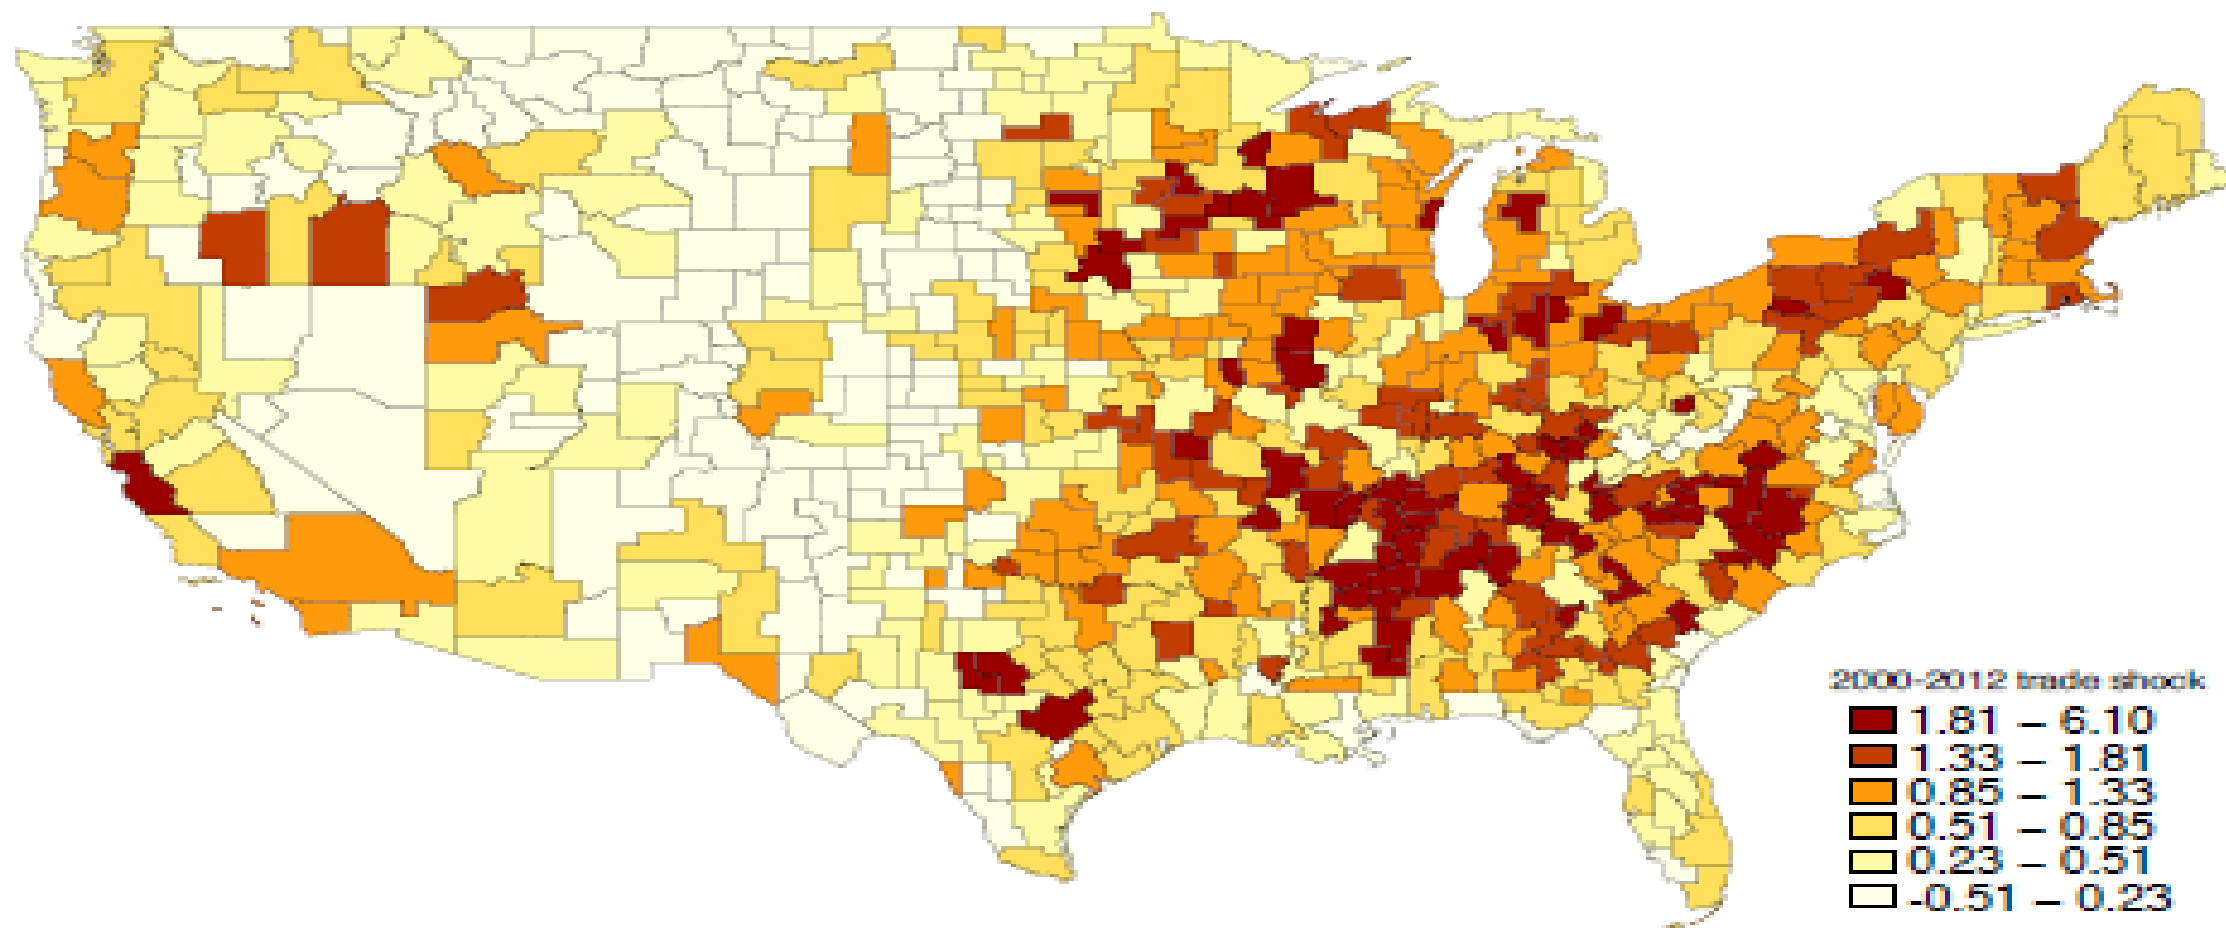 2000-2012 trade shock
1.81 – 6.10
1.33 – 1.81
0.85 – 1.33
0.51 – 0.85
0.23 – 0.51
-0.51 – 0.23